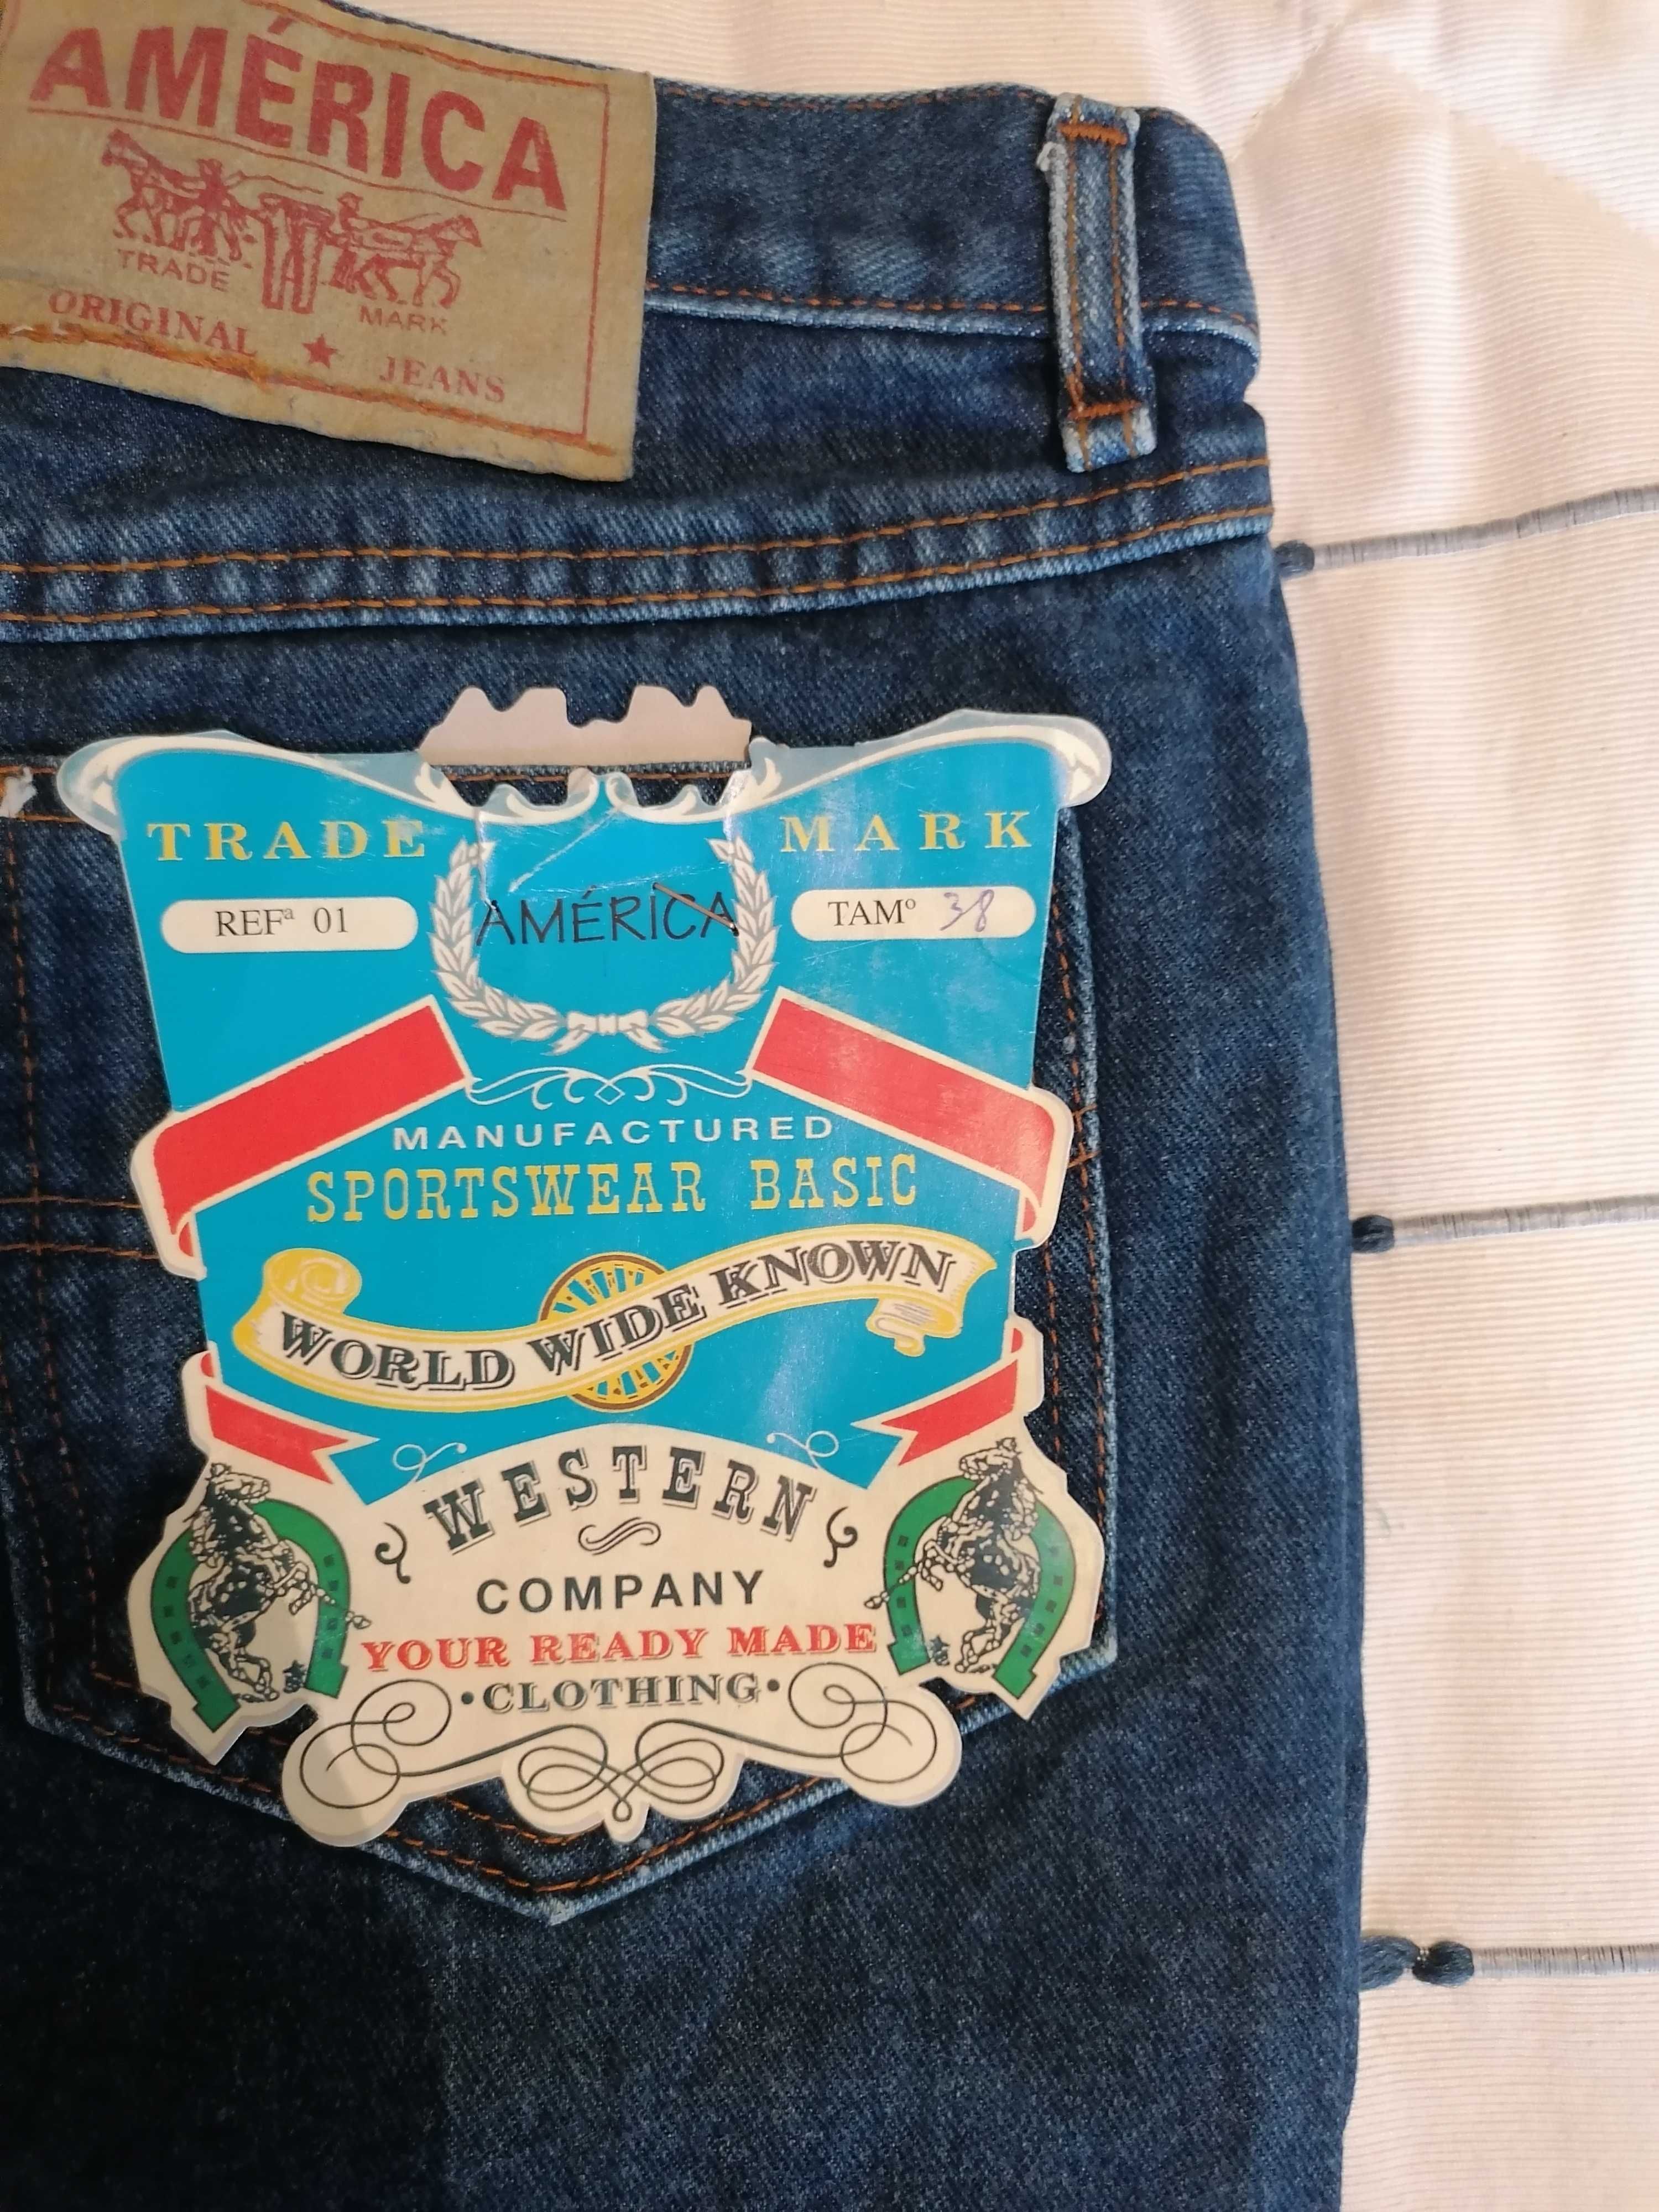 AMÉRICA
TRADE MARK
ORIGINAL ★ JEANS
TRADE MARK
REFª 01
AMÉRICA
TAMº 38
MANUFACTURED
SPORTSWEAR BASIC
WORLD WIDE KNOWN
WESTERN
COMPANY
YOUR READY MADE
•CLOTHING•